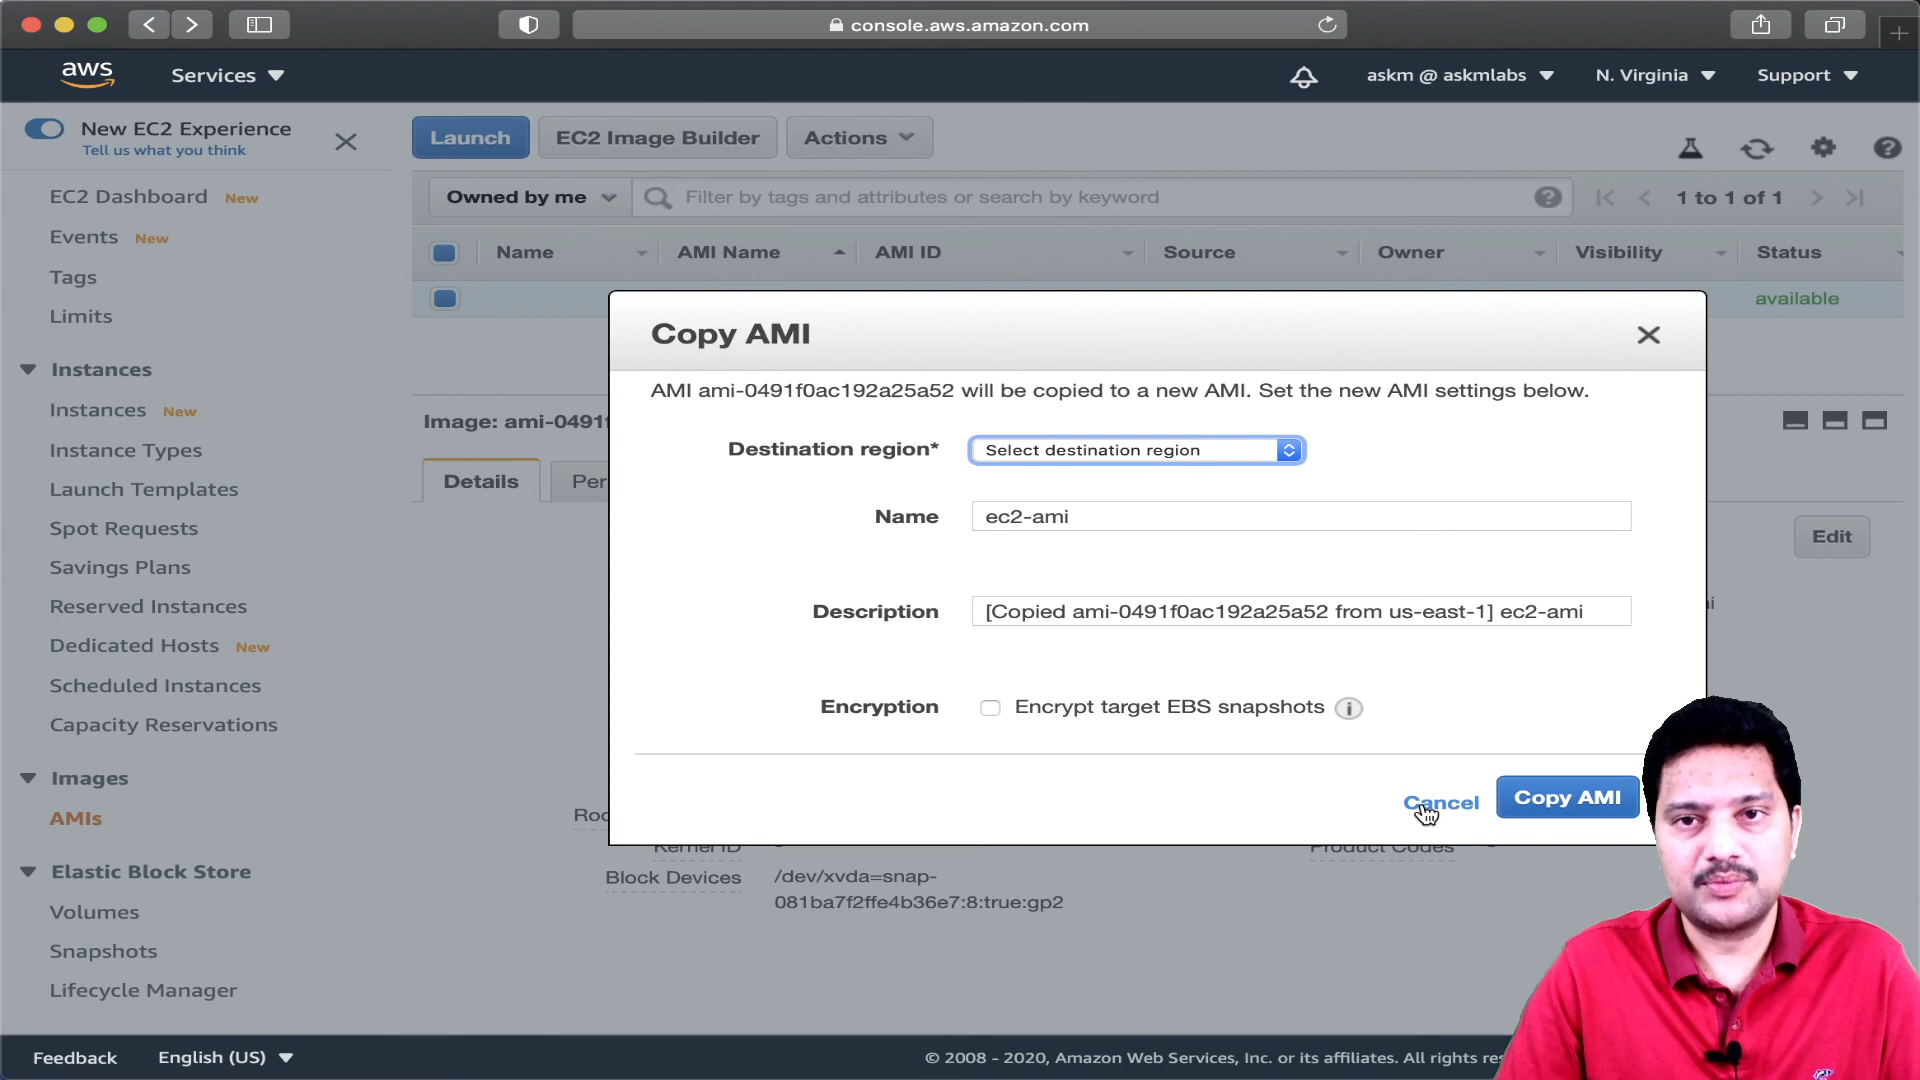 console.aws.amazon.com
aws
Services
askm @ askmlabs
N. Virginia
Support
New EC2 Experience
Tell us what you think
Launch
EC2 Image Builder
Actions
EC2 Dashboard New
Events New
Tags
Limits
Owned by me
Filter by tags and attributes or search by keyword
1 to 1 of 1
Name
AMI Name
AMI ID
Source
Owner
Visibility
Status
available
Instances
Instances New
Instance Types
Launch Templates
Spot Requests
Savings Plans
Reserved Instances
Dedicated Hosts New
Scheduled Instances
Capacity Reservations
Images
AMIs
Elastic Block Store
Volumes
Snapshots
Lifecycle Manager
Image: ami-0491f
Details
Per
Edit
Copy AMI
AMI ami-0491f0ac192a25a52 will be copied to a new AMI. Set the new AMI settings below.
Destination region*
Select destination region
Name
ec2-ami
Description
[Copied ami-0491f0ac192a25a52 from us-east-1] ec2-ami
Encryption
Encrypt target EBS snapshots
Cancel
Copy AMI
Kernel ID -
Product Codes -
Block Devices
/dev/xvda=snap-
081ba7f2ffe4b36e7:8:true:gp2
Feedback
English (US)
© 2008 - 2020, Amazon Web Services, Inc. or its affiliates. All rights